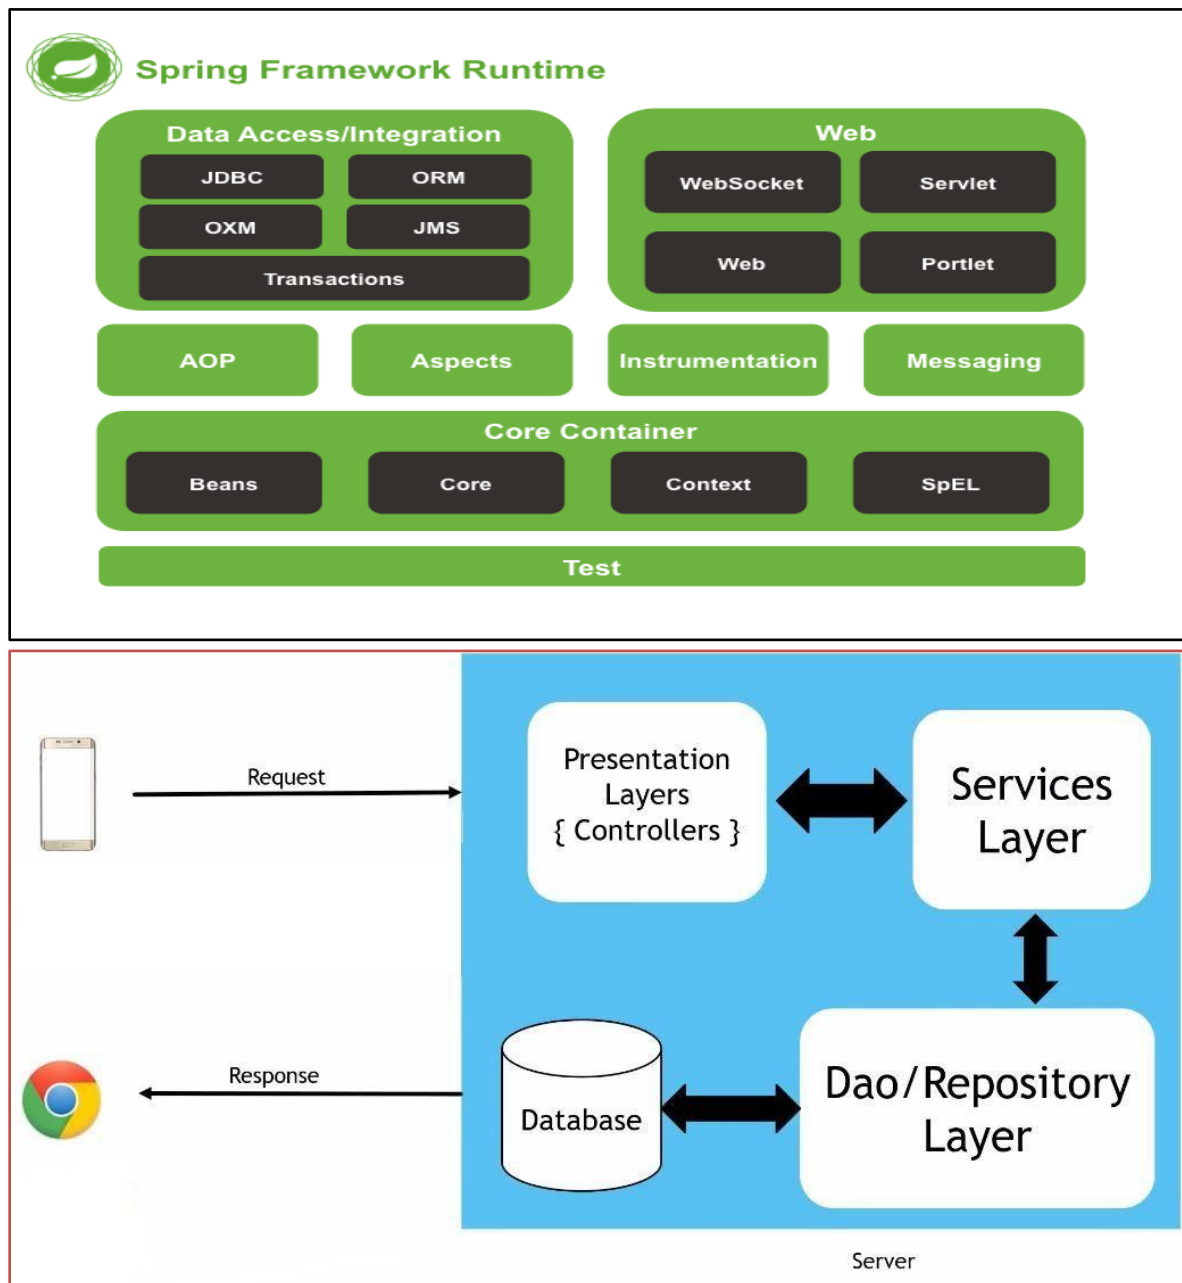 Spring Framework Runtime
Data Access/Integration
JDBC
ORM
OXM
JMS
Transactions
Web
WebSocket
Servlet
Web
Portlet
AOP
Aspects
Instrumentation
Messaging
Core Container
Beans
Core
Context
SpEL
Test
Request
Presentation
Layers
{ Controllers }
Services
Layer
Response
Database
Dao/Repository
Layer
Server